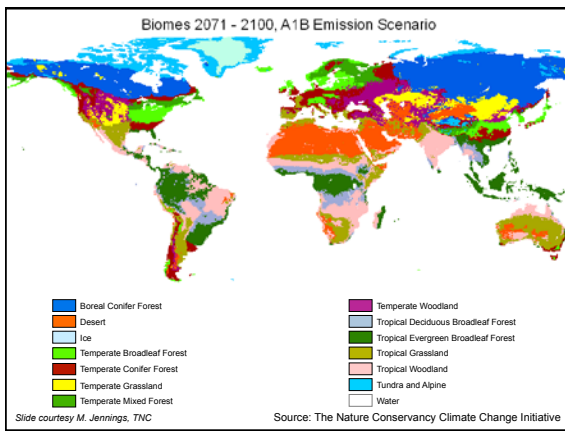 Biomes 2071 - 2100, A1B Emission Scenario
Boreal Conifer Forest
Desert
Ice
Temperate Broadleaf Forest
Temperate Conifer Forest
Temperate Grassland
Temperate Mixed Forest
Temperate Woodland
Tropical Deciduous Broadleaf Forest
Tropical Evergreen Broadleaf Forest
Tropical Grassland
Tropical Woodland
Tundra and Alpine
Water
Slide courtesy M. Jennings, TNC
Source: The Nature Conservancy Climate Change Initiative